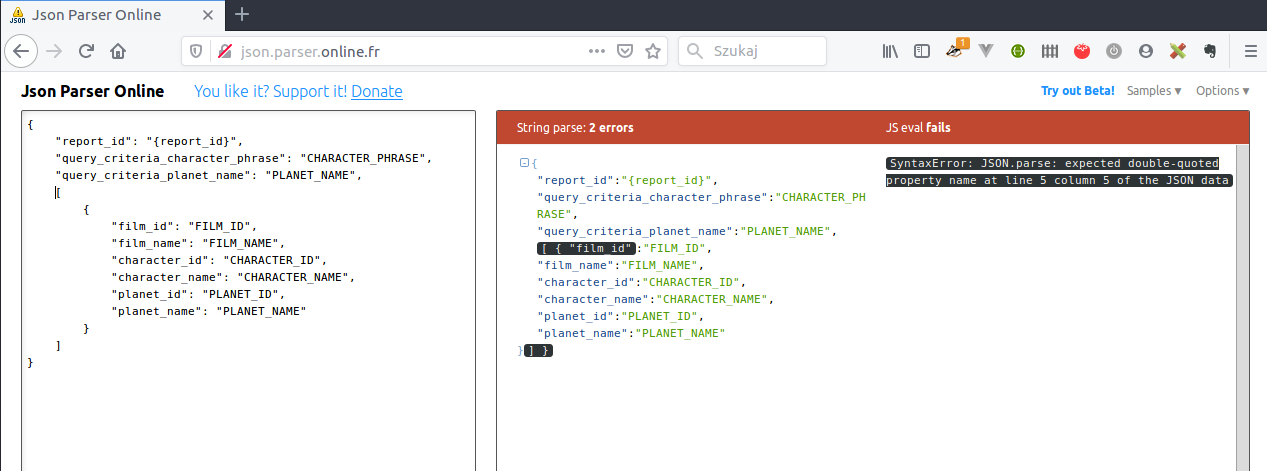 Json Parser Online
json.parser.online.fr
Szukaj
1
Json Parser Online You like it? Support it! Donate
Try out Beta! Samples ▼ Options ▼
{
    "report_id": "{report_id}",
    "query_criteria_character_phrase": "CHARACTER_PHRASE",
    "query_criteria_planet_name": "PLANET_NAME",
    [
        {
            "film_id": "FILM_ID",
            "film_name": "FILM_NAME",
            "character_id": "CHARACTER_ID",
            "character_name": "CHARACTER_NAME",
            "planet_id": "PLANET_ID",
            "planet_name": "PLANET_NAME"
        }
    ]
}
String parse: 2 errors
{
"report_id":"{report_id}",
"query_criteria_character_phrase":"CHARACTER_PH
RASE",
"query_criteria_planet_name":"PLANET_NAME",
[ { "film_id":"FILM_ID",
"film_name":"FILM_NAME",
"character_id":"CHARACTER_ID",
"character_name":"CHARACTER_NAME",
"planet_id":"PLANET_ID",
"planet_name":"PLANET_NAME"
} ] }
JS eval fails
SyntaxError: JSON.parse: expected double-quoted
property name at line 5 column 5 of the JSON data